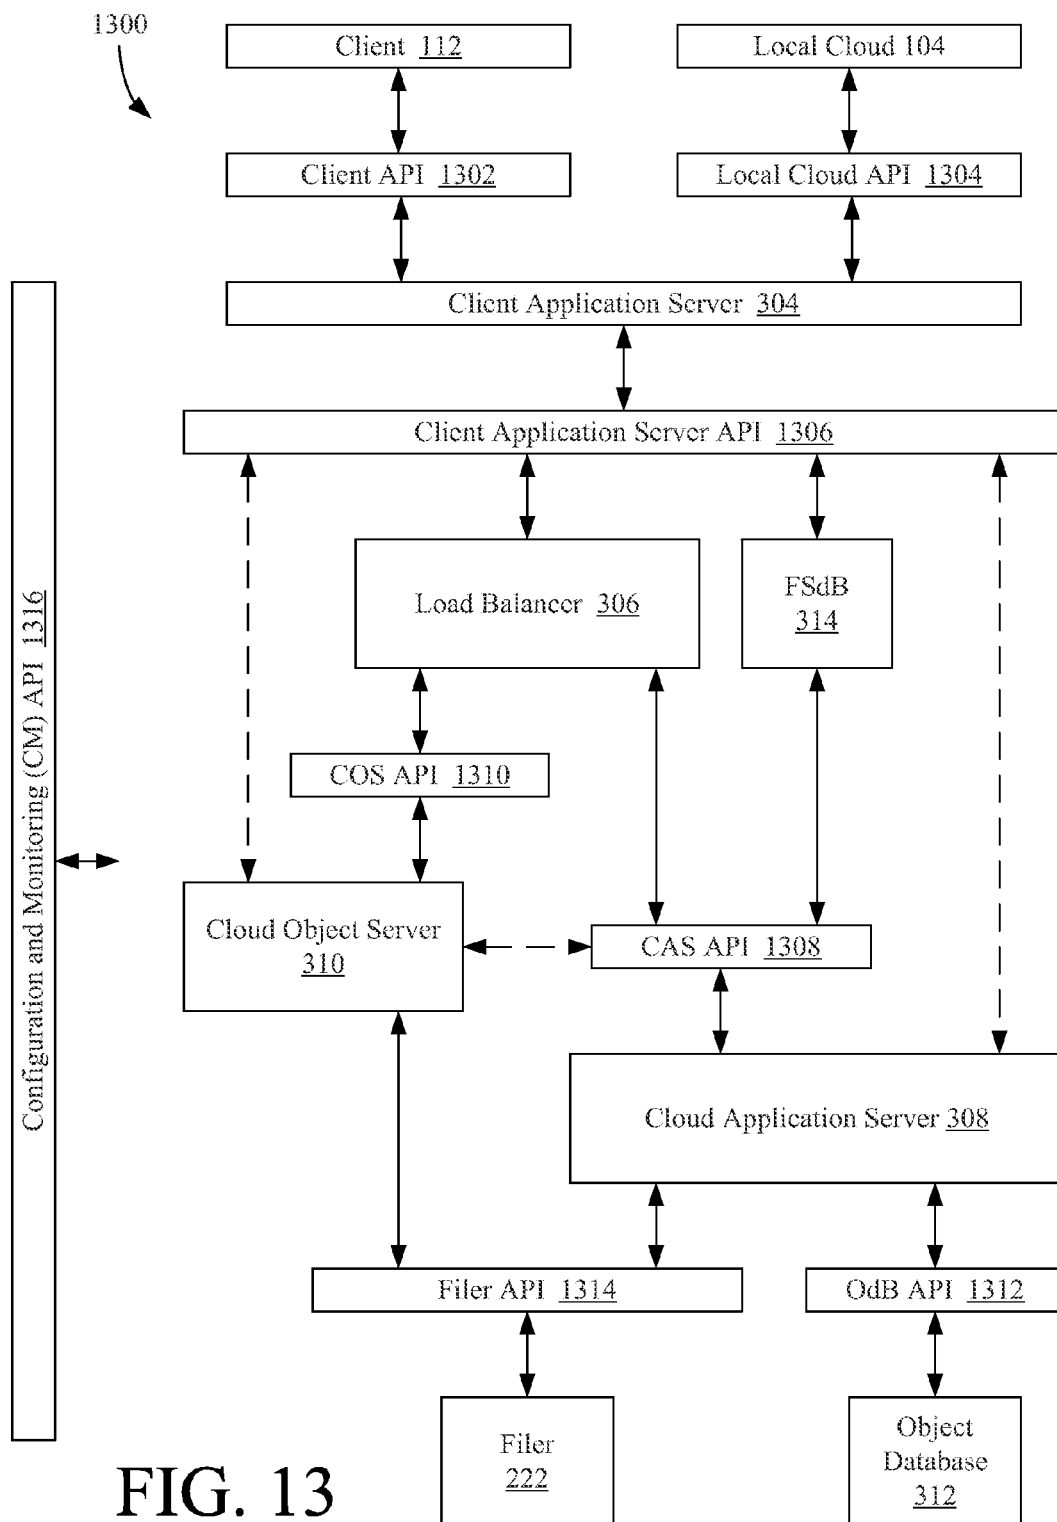 1300
Client 112
Local Cloud 104
Client API 1302
Local Cloud API 1304
Client Application Server 304
Client Application Server API 1306
Load Balancer 306
FSdB
314
COS API 1310
Cloud Object Server
310
CAS API 1308
Cloud Application Server 308
Filer API 1314
OdB API 1312
Filer
222
Object
Database
312
Configuration and Monitoring (CM) API 1316
FIG. 13